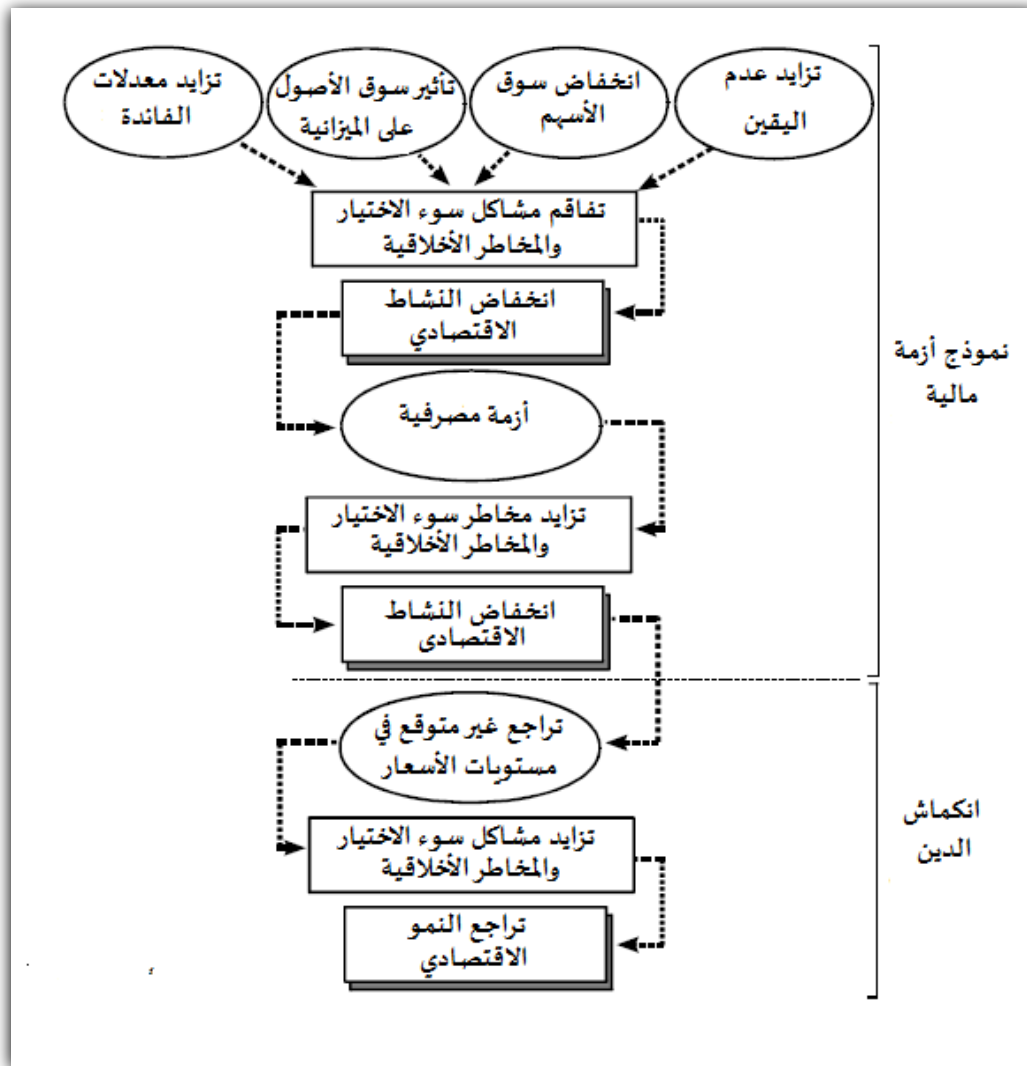 تزايد عدم
اليقين
انخفاض سوق
الأسهم
تأثير سوق الأصول
على الميزانية
تزايد معدلات
الفائدة
تفاقم مشاكل سوء الاختيار
والمخاطر الأخلاقية
انخفاض النشاط
الاقتصادي
أزمة مصرفية
تزايد مخاطر سوء الاختيار
والمخاطر الأخلاقية
انخفاض النشاط
الاقتصادى
نموذج أزمة
مالية
تراجع غير متوقع في
مستويات الأسعار
تزايد مشاكل سوء الاختيار
والمخاطر الأخلاقية
تراجع النمو
الاقتصادي
انكماش
الدين